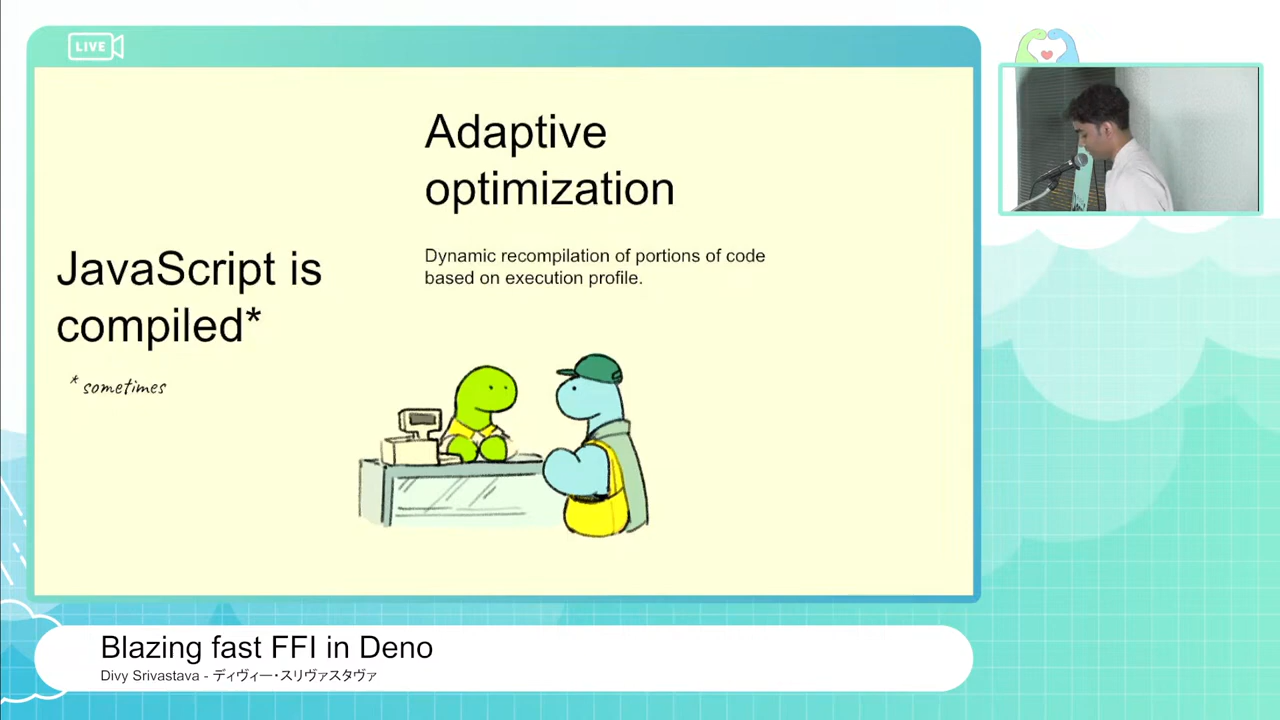 LIVE
JavaScript is
compiled*
* sometimes
Adaptive
optimization
Dynamic recompilation of portions of code
based on execution profile.
Blazing fast FFI in Deno
Divy Srivastava - ディヴィー・スリヴァスタヴァ